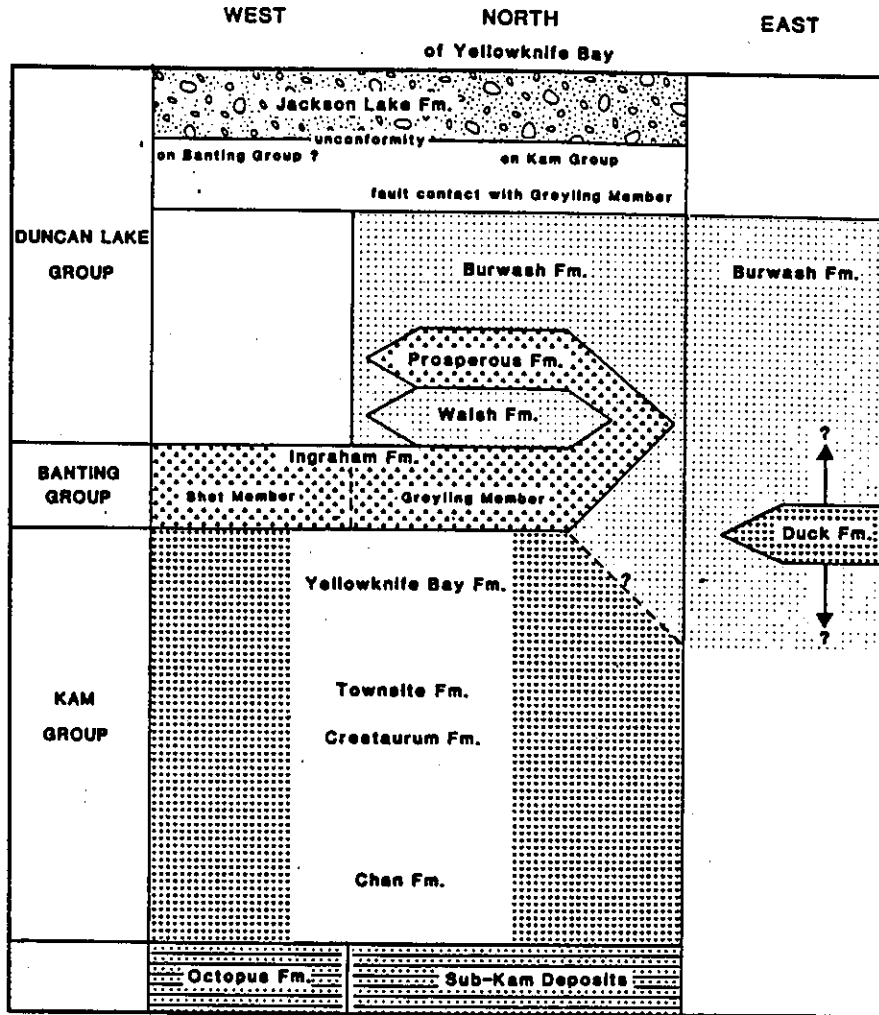 WEST NORTH EAST
of Yellowknife Bay
Jackson Lake Fm.
unconformity
on Banting Group ? on Kam Group
fault contact with Greyling Member
DUNCAN LAKE
GROUP
Burwash Fm. Burwash Fm.
Prosperous Fm.
Walsh Fm.
?
BANTING
GROUP
Ingraham Fm.
Shot Member Greyling Member
Duck Fm.
Yellowknife Bay Fm.
?
?
Townsite Fm.
KAM
GROUP
Crestaurum Fm.
Chan Fm.
Octopus Fm. Sub-Kam Deposits